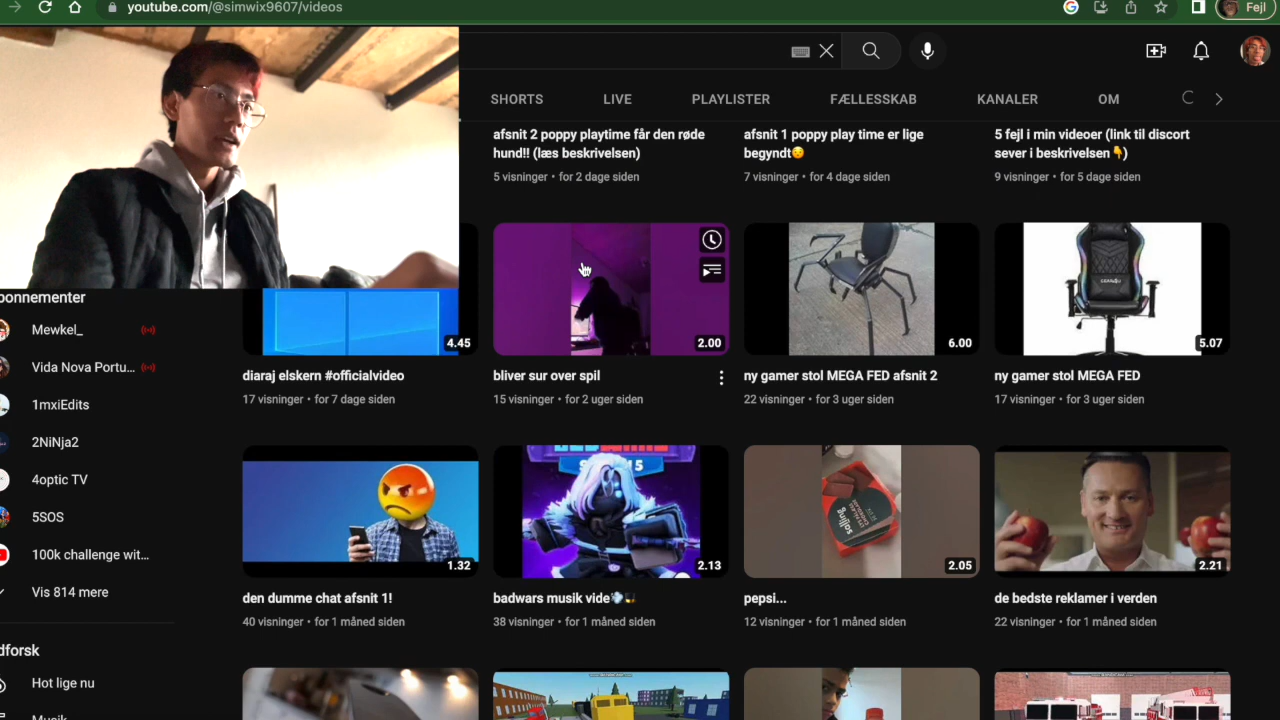 youtube.com/@simwix9607/videos
Fejl
SHORTS LIVE PLAYLISTER FÆLLESSKAB KANALER OM
afsnit 2 poppy playtime får den røde
hund!! (læs beskrivelsen)
5 visninger • for 2 dage siden
afsnit 1 poppy play time er lige
begyndt😏
7 visninger • for 4 dage siden
5 fejl i min videoer (link til discort
sever i beskrivelsen👇)
9 visninger • for 5 dage siden
bonnementer
Mewkel_
Vida Nova Portu...
1mxiEdits
2NiNja2
4optic TV
5SOS
100k challenge wit...
Vis 814 mere
dforsk
Hot lige nu
4.45
diaraj elskern #officialvideo
17 visninger • for 7 dage siden
2.00
bliver sur over spil
15 visninger • for 2 uger siden
6.00
ny gamer stol MEGA FED afsnit 2
22 visninger • for 3 uger siden
5.07
ny gamer stol MEGA FED
17 visninger • for 3 uger siden
1.32
den dumme chat afsnit 1!
40 visninger • for 1 måned siden
2.13
badwars musik vide💨
38 visninger • for 1 måned siden
salling
2.05
pepsi...
12 visninger • for 1 måned siden
2.21
de bedste reklamer i verden
22 visninger • for 1 måned siden